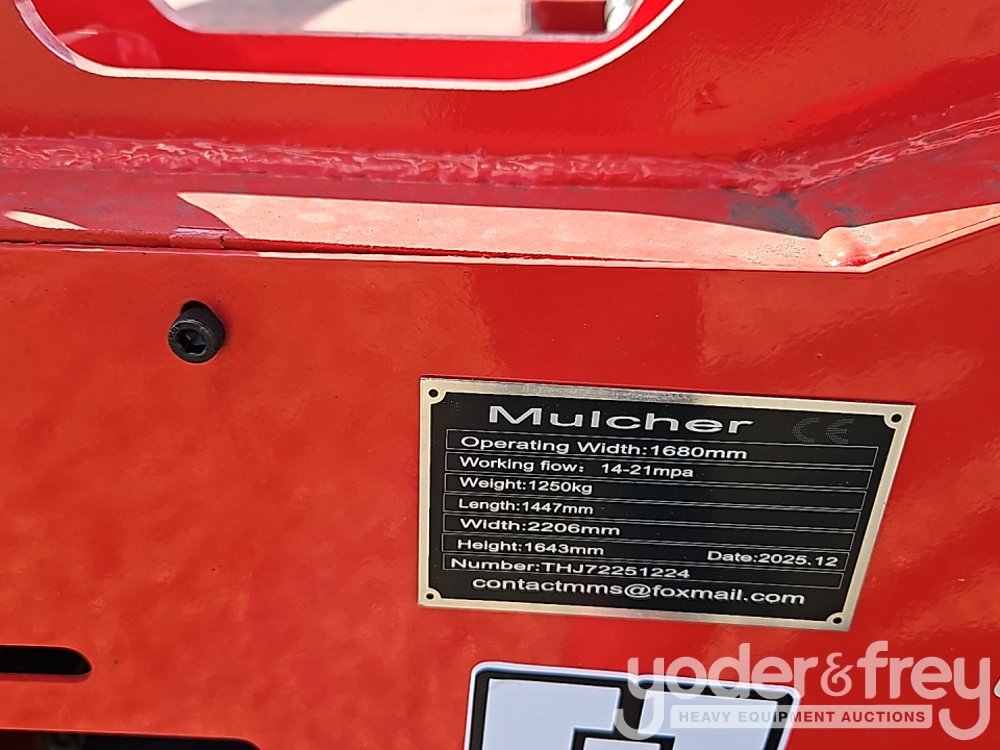 Mulcher CE
Operating Width:1680mm
Working flow: 14-21mpa
Weight:1250kg
Length:1447mm
Width:2206mm
Height:1643mm Date:2025.12
Number:THJ72251224
contactmms@foxmail.com
yoder&frey
HEAVY EQUIPMENT AUCTIONS